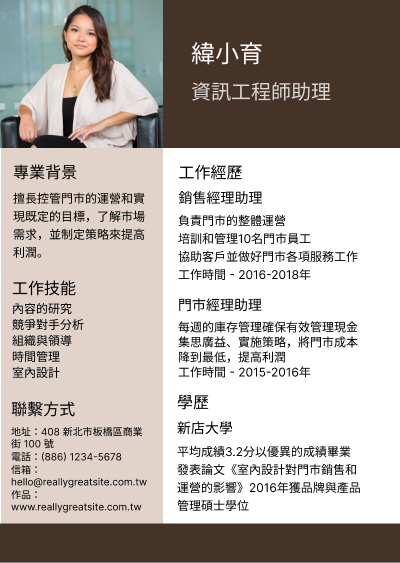 緯小育
資訊工程師助理
專業背景
擅長控管門市的運營和實
現既定的目標，了解市場
需求，並制定策略來提高
利潤。
工作技能
內容的研究
競爭對手分析
組織與領導
時間管理
室內設計
聯繫方式
地址：408 新北市板橋區商業
街 100 號
電話：(886) 1234-5678
信箱：
hello@reallygreatsite.com.tw
作品：
www.reallygreatsite.com.tw
工作經歷
銷售經理助理
負責門市的整體運營
培訓和管理10名門市員工
協助客戶並做好門市各項服務工作
工作時間 - 2016-2018年
門市經理助理
每週的庫存管理確保有效管理現金
集思廣益、實施策略，將門市成本
降到最低，提高利潤
工作時間 - 2015-2016年
學歷
新店大學
平均成績3.2分以優異的成績畢業
發表論文《室內設計對門市銷售和
運營的影響》2016年獲品牌與產品
管理碩士學位